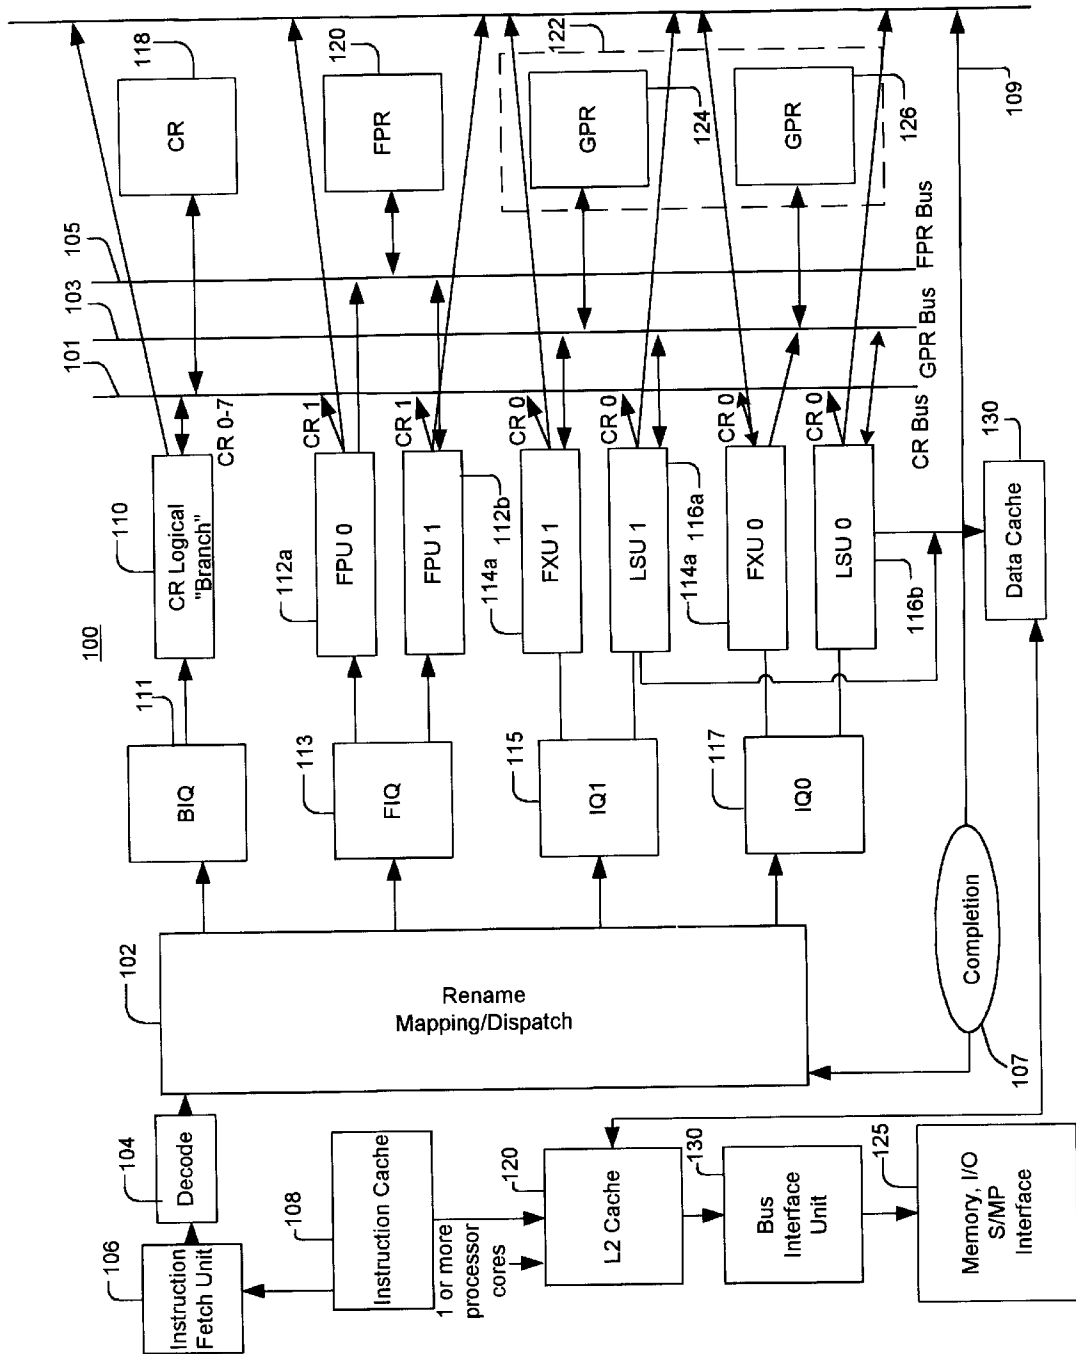 100
106
Instruction
Fetch Unit
104
Decode
108
Instruction Cache
1 or more
processor
cores
120
L2 Cache
130
Bus
Interface
Unit
125
Memory, I/O
S/MP
Interface
102
Rename
Mapping/Dispatch
107
Completion
109
111
BIQ
113
FIQ
115
IQ1
117
IQ0
110
CR Logical
"Branch"
CR 0-7
112a
FPU 0
CR 1
FPU 1
112b
CR 1
114a
FXU 1
CR 0
LSU 1
116a
CR 0
114a
FXU 0
CR 0
LSU 0
116b
CR 0
130
Data Cache
101
103
105
CR Bus
GPR Bus
FPR Bus
118
CR
120
FPR
122
GPR
124
GPR
126